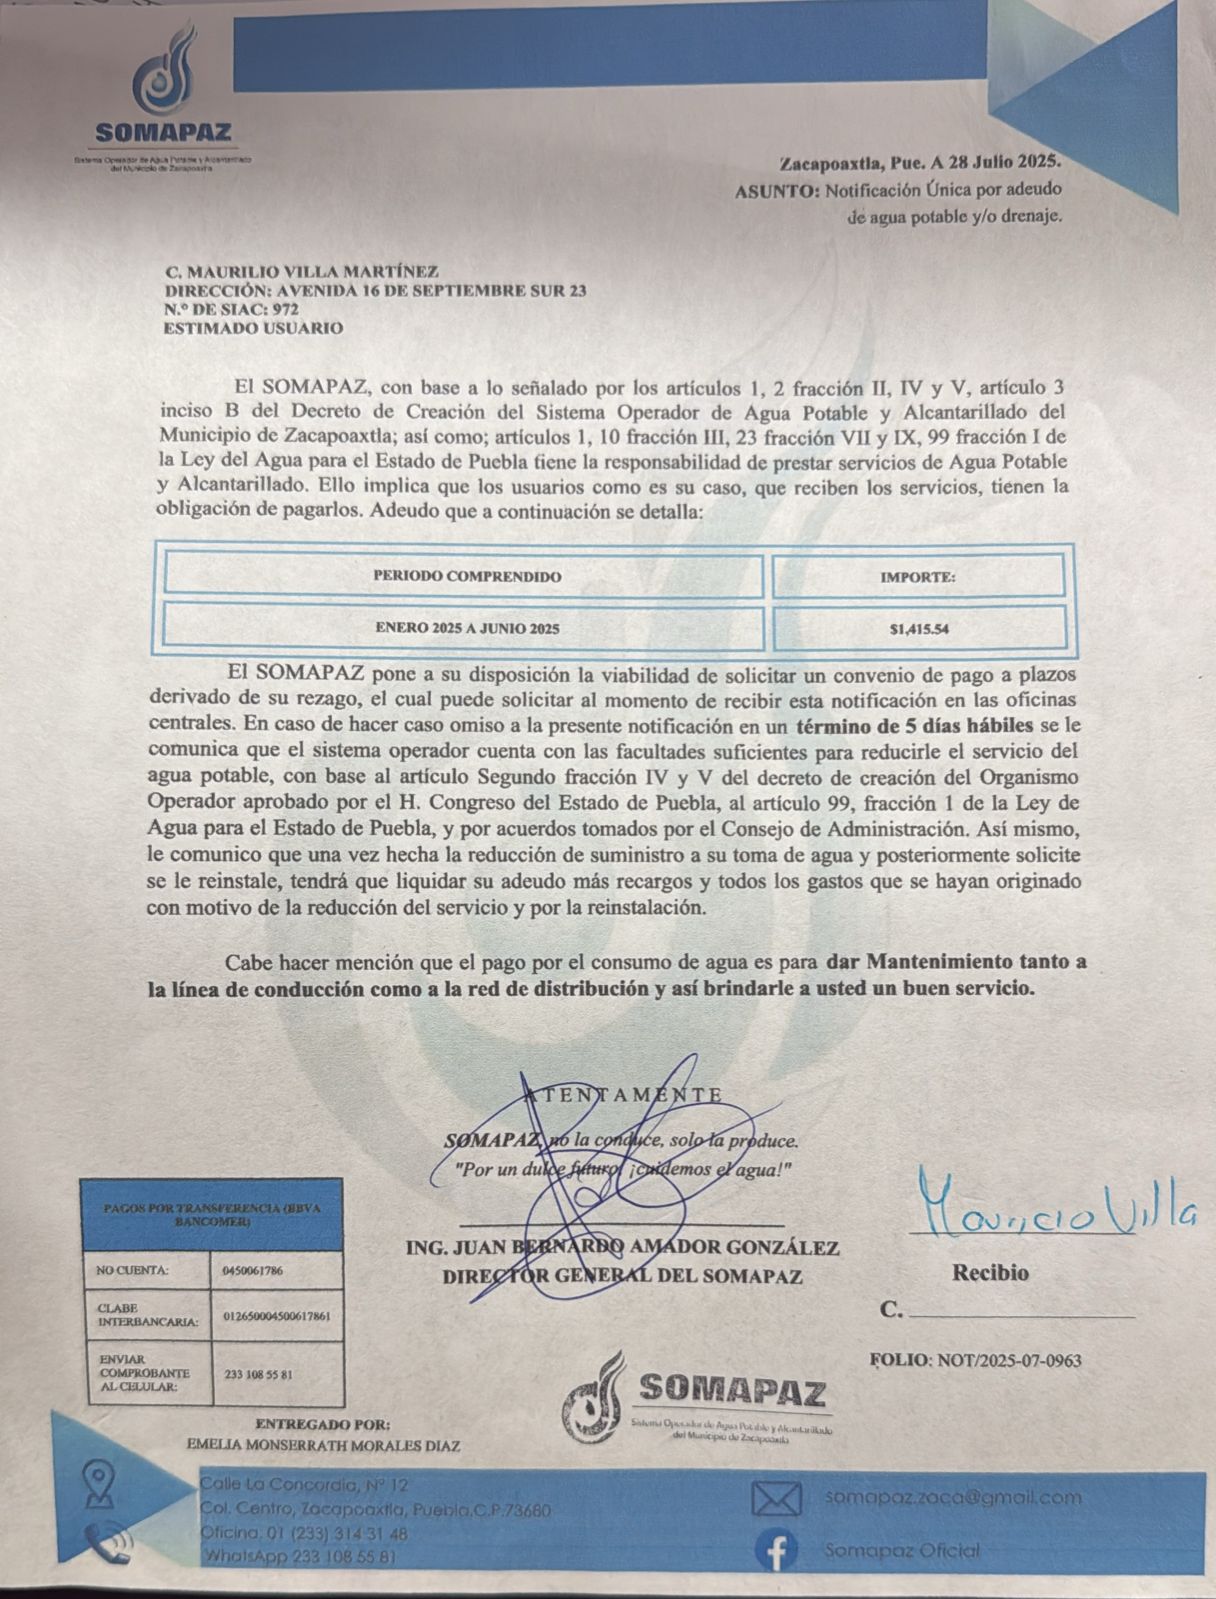 SOMAPAZ
Sistema Operador de Agua Potable y Alcantarillado
del Municipio de Zacapoaxtla
Zacapoaxtla, Pue. A 28 Julio 2025.
ASUNTO: Notificación Única por adeudo
de agua potable y/o drenaje.
C. MAURILIO VILLA MARTÍNEZ
DIRECCIÓN: AVENIDA 16 DE SEPTIEMBRE SUR 23
N.º DE SIAC: 972
ESTIMADO USUARIO
El SOMAPAZ, con base a lo señalado por los artículos 1, 2 fracción II, IV y V, artículo 3
inciso B del Decreto de Creación del Sistema Operador de Agua Potable y Alcantarillado del
Municipio de Zacapoaxtla; así como; artículos 1, 10 fracción III, 23 fracción VII y IX, 99 fracción I de
la Ley del Agua para el Estado de Puebla tiene la responsabilidad de prestar servicios de Agua Potable
y Alcantarillado. Ello implica que los usuarios como es su caso, que reciben los servicios, tienen la
obligación de pagarlos. Adeudo que a continuación se detalla:
PERIODO COMPRENDIDO IMPORTE:
ENERO 2025 A JUNIO 2025 $1,415.54
El SOMAPAZ pone a su disposición la viabilidad de solicitar un convenio de pago a plazos
derivado de su rezago, el cual puede solicitar al momento de recibir esta notificación en las oficinas
centrales. En caso de hacer caso omiso a la presente notificación en un término de 5 días hábiles se le
comunica que el sistema operador cuenta con las facultades suficientes para reducirle el servicio del
agua potable, con base al artículo Segundo fracción IV y V del decreto de creación del Organismo
Operador aprobado por el H. Congreso del Estado de Puebla, al artículo 99, fracción 1 de la Ley de
Agua para el Estado de Puebla, y por acuerdos tomados por el Consejo de Administración. Así mismo,
le comunico que una vez hecha la reducción de suministro a su toma de agua y posteriormente solicite
se le reinstale, tendrá que liquidar su adeudo más recargos y todos los gastos que se hayan originado
con motivo de la reducción del servicio y por la reinstalación.
Cabe hacer mención que el pago por el consumo de agua es para dar Mantenimiento tanto a
la línea de conducción como a la red de distribución y así brindarle a usted un buen servicio.
ATENTAMENTE
SOMAPAZ, no la conduce, solo la produce.
"Por un dulce futuro, ¡cuidemos el agua!"
ING. JUAN BERNARDO AMADOR GONZÁLEZ
DIRECTOR GENERAL DEL SOMAPAZ
Mauricio Villa
Recibio
C.
FOLIO: NOT/2025-07-0963
PAGOS POR TRANSFERENCIA (BBVA
BANCOMER)
NO CUENTA: 0450061786
CLABE
INTERBANCARIA: 012650004500617861
ENVIAR
COMPROBANTE
AL CELULAR: 233 108 55 81
ENTREGADO POR:
EMELIA MONSERRATH MORALES DIAZ
SOMAPAZ
Sistema Operador de Agua Potable y Alcantarillado
del Municipio de Zacapoaxtla
Calle La Concordia, Nº 12
Col. Centro, Zacapoaxtla, Puebla,C.P.73680
Oficina: 01 (233) 314 31 48
WhatsApp 233 108 55 81
somapaz.zaca@gmail.com
Somapaz Oficial